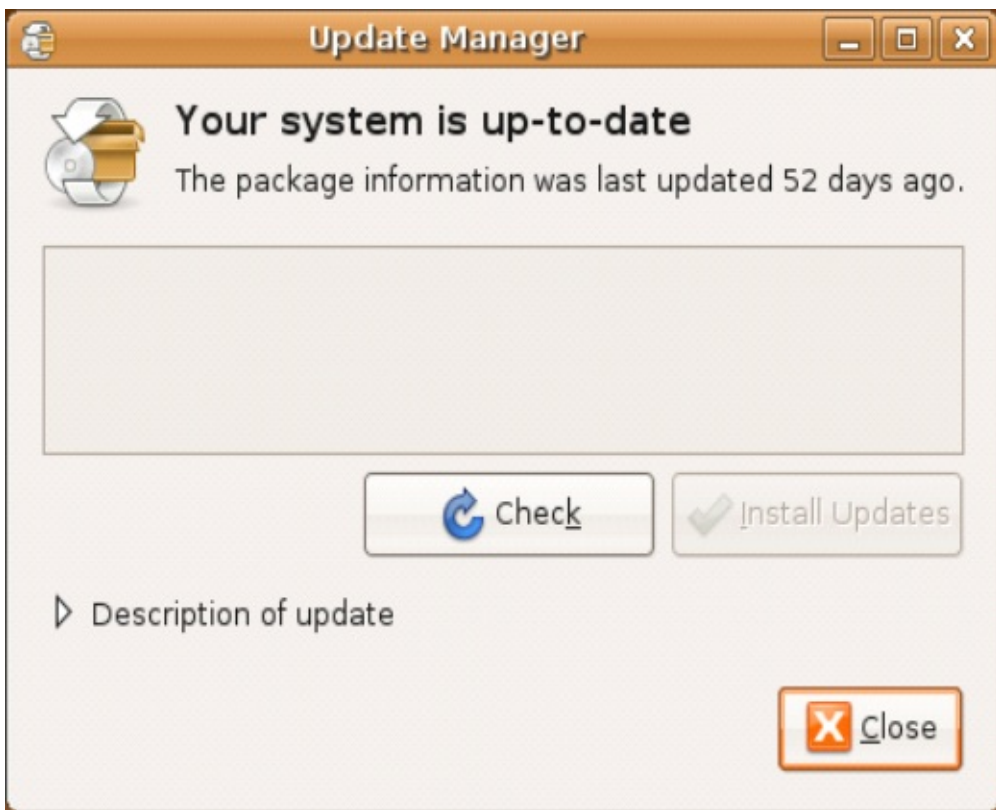 Update Manager
Your system is up-to-date
The package information was last updated 52 days ago.
Check
Install Updates
Description of update
Close